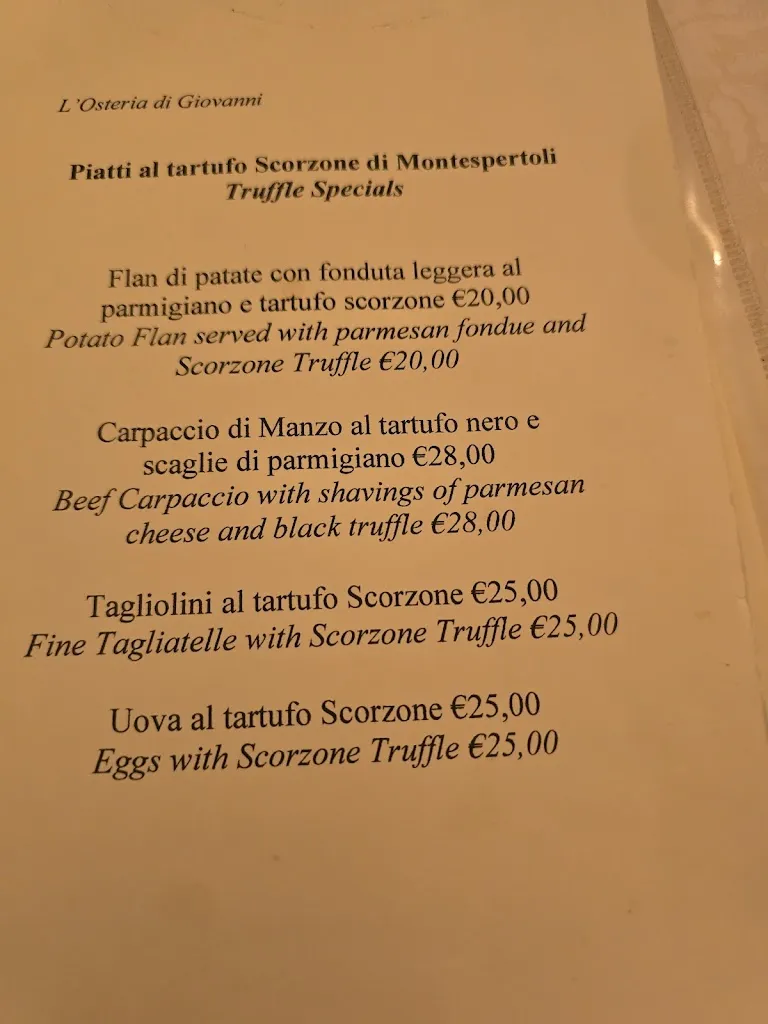 L'Osteria di Giovanni
Piatti al tartufo Scorzone di Montespertoli
Truffle Specials
Flan di patate con fonduta leggera al
parmigiano e tartufo scorzone €20,00
Potato Flan served with parmesan fondue and
Scorzone Truffle €20,00
Carpaccio di Manzo al tartufo nero e
scaglie di parmigiano €28,00
Beef Carpaccio with shavings of parmesan
cheese and black truffle €28,00
Tagliolini al tartufo Scorzone €25,00
Fine Tagliatelle with Scorzone Truffle €25,00
Uova al tartufo Scorzone €25,00
Eggs with Scorzone Truffle €25,00